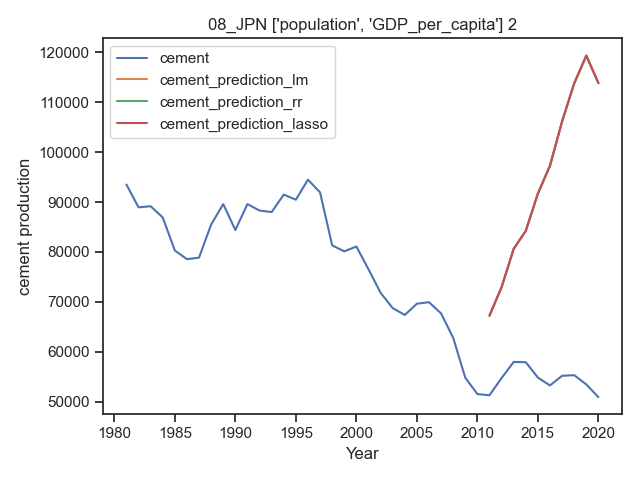 08_JPN ['population', 'GDP_per_capita'] 2
cement
cement_prediction_lm
cement_prediction_rr
cement_prediction_lasso
120000
110000
100000
90000
80000
70000
60000
50000
cement production
1980 1985 1990 1995 2000 2005 2010 2015 2020
Year